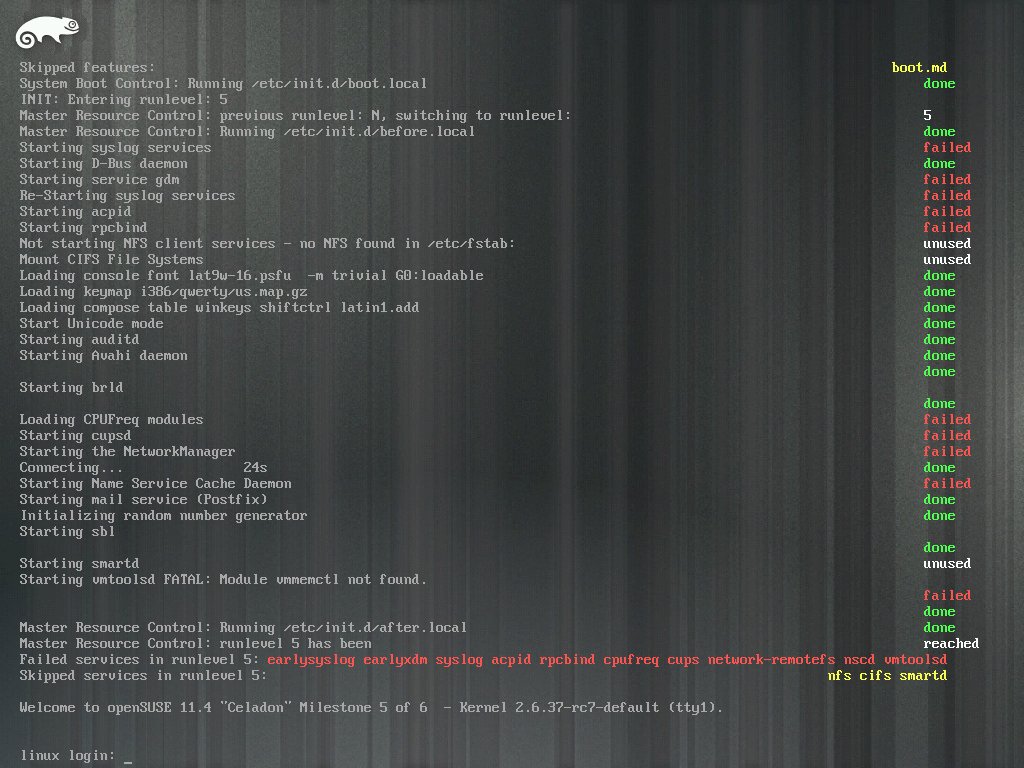 Skipped features: boot.md
System Boot Control: Running /etc/init.d/boot.local done
INIT: Entering runlevel: 5
Master Resource Control: previous runlevel: N, switching to runlevel: 5
Master Resource Control: Running /etc/init.d/before.local done
Starting syslog services failed
Starting D-Bus daemon done
Starting service gdm failed
Re-Starting syslog services failed
Starting acpid failed
Starting rpcbind failed
Not starting NFS client services - no NFS found in /etc/fstab: unused
Mount CIFS File Systems unused
Loading console font lat9w-16.psfu -m trivial G0:loadable done
Loading keymap i386/qwerty/us.map.gz done
Loading compose table winkeys shiftctrl latin1.add done
Start Unicode mode done
Starting auditd done
Starting Avahi daemon done
done
Starting brld
done
Loading CPUFreq modules failed
Starting cupsd failed
Starting the NetworkManager failed
Connecting... 24s done
Starting Name Service Cache Daemon failed
Starting mail service (Postfix) done
Initializing random number generator done
Starting sbl
done
Starting smartd unused
Starting vmtoolsd FATAL: Module vmmemctl not found.
failed
done
Master Resource Control: Running /etc/init.d/after.local done
Master Resource Control: runlevel 5 has been reached
Failed services in runlevel 5: earlysyslog earlyxdm syslog acpid rpcbind cpufreq cups network-remotefs nscd vmtoolsd
Skipped services in runlevel 5: nfs cifs smartd
Welcome to openSUSE 11.4 "Celadon" Milestone 5 of 6 - Kernel 2.6.37-rc7-default (tty1).
linux login: _